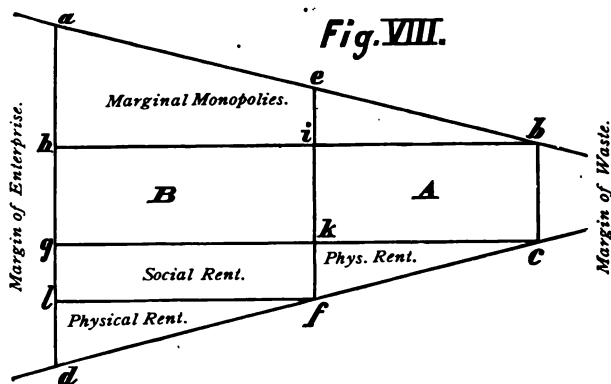 Fig. VIII.
a
e
Marginal Monopolies.
h
i
b
Margin of Enterprise.
B
A
Margin of Waste.
g
k
Phys. Rent.
c
Social Rent.
l
f
Physical Rent.
d